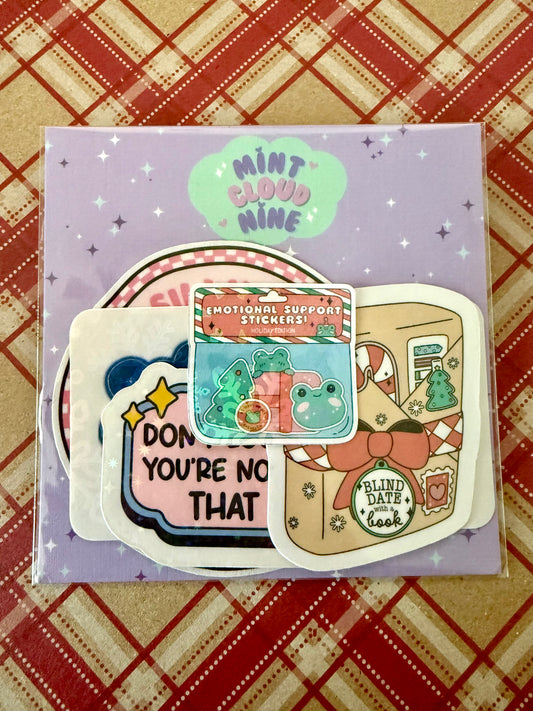 MINT
CLOUD
NINE
EMOTIONAL SUPPORT
STICKERS!
HOLIDAY EDITION
DON
YOU'RE NO
THAT
BLIND
DATE
with a
book